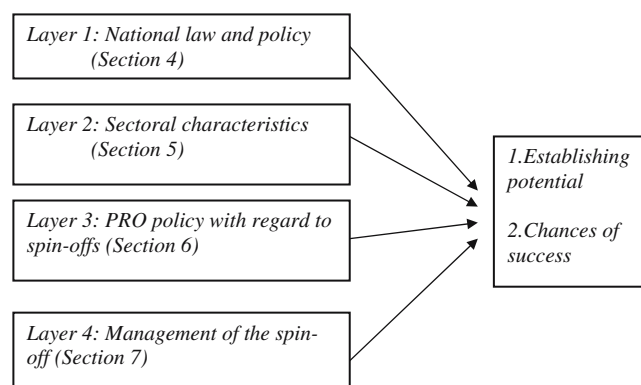 Layer 1: National law and policy
(Section 4)
Layer 2: Sectoral characteristics
(Section 5)
Layer 3: PRO policy with regard to
spin-offs (Section 6)
Layer 4: Management of the spin-
off (Section 7)
1.Establishing
potential
2.Chances of
success